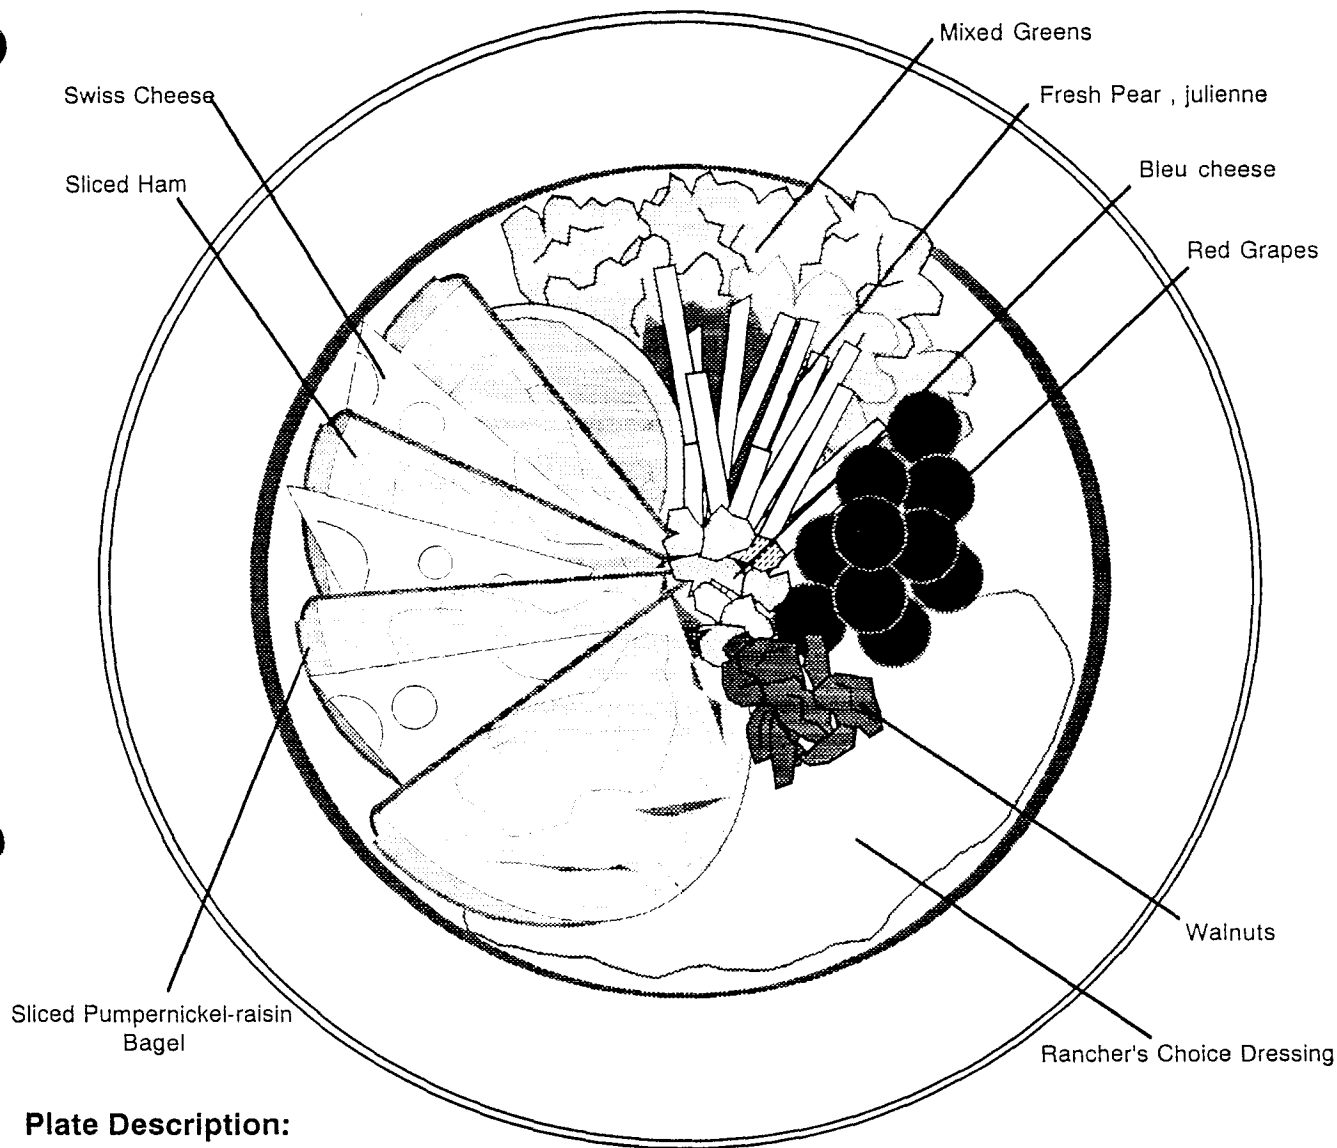 Mixed Greens
Swiss Cheese
Fresh Pear , julienne
Sliced Ham
Bleu cheese
Red Grapes
Walnuts
Sliced Pumpernickel-raisin
Bagel
Rancher's Choice Dressing
Plate Description: